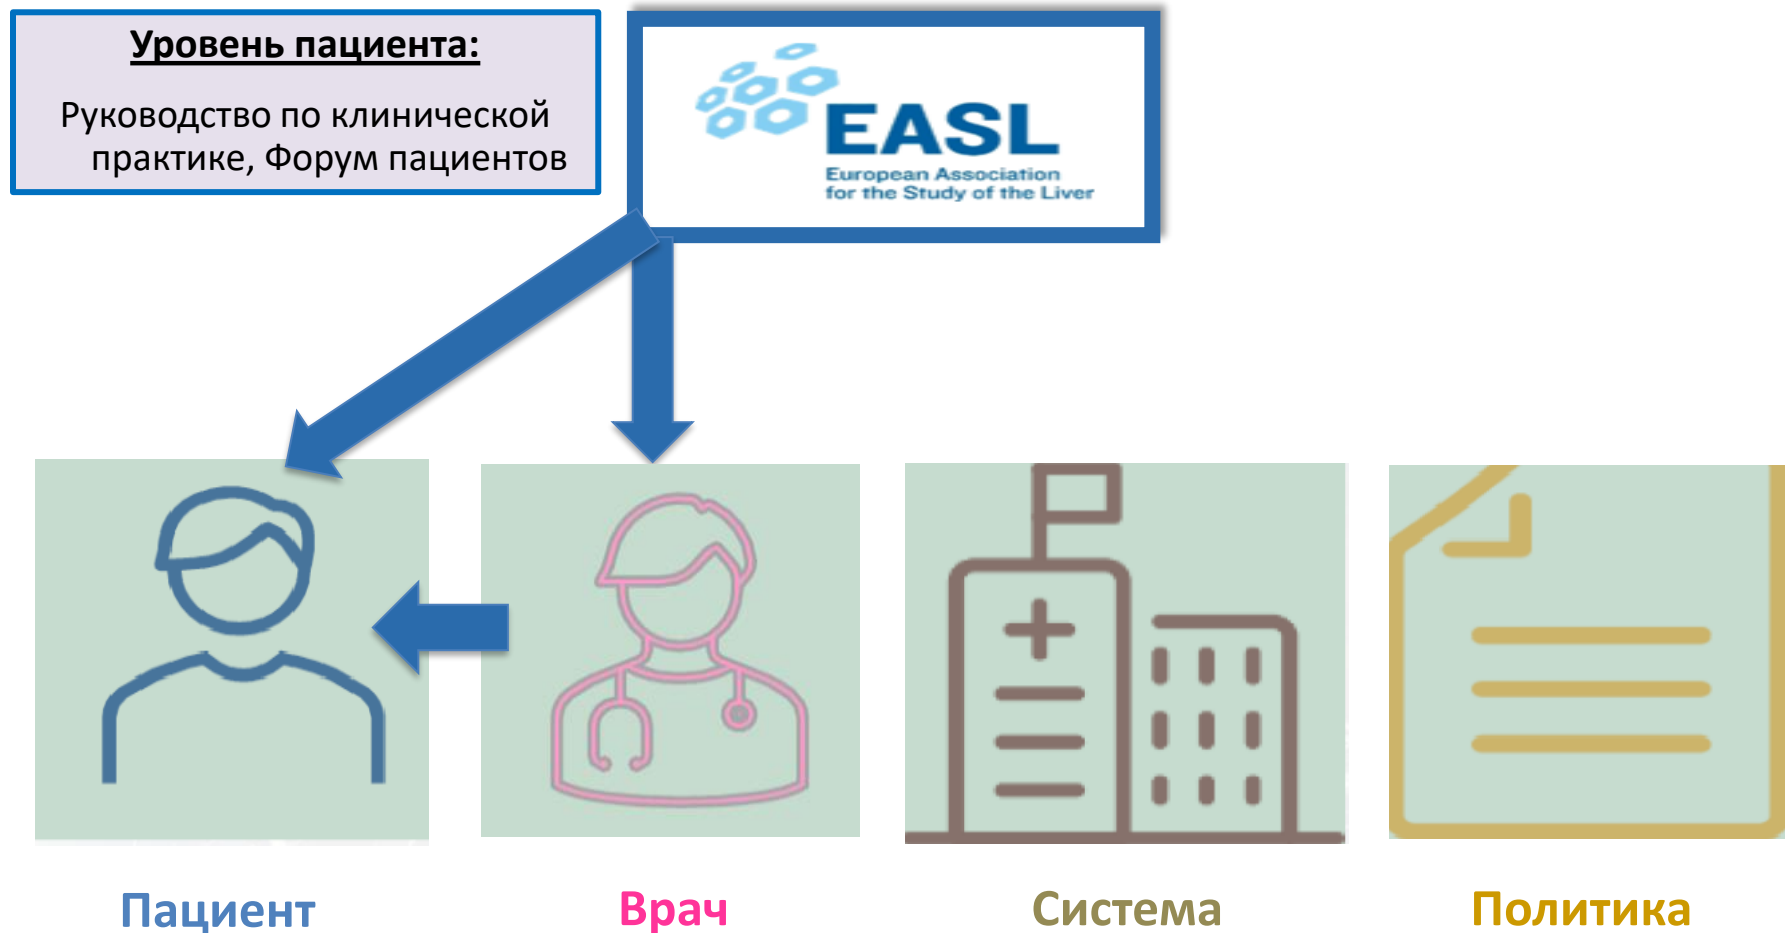 Уровень пациента:
Руководство по клинической
практике, Форум пациентов
EASL
European Association
for the Study of the Liver
Пациент
Врач
Система
Политика